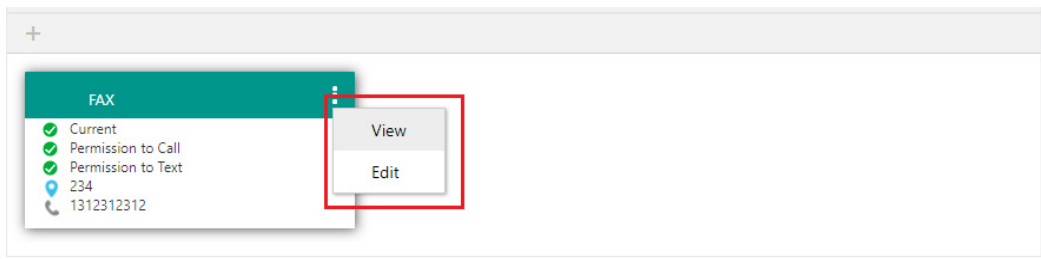 FAX
Current
Permission to Call
Permission to Text
234
1312312312
View
Edit